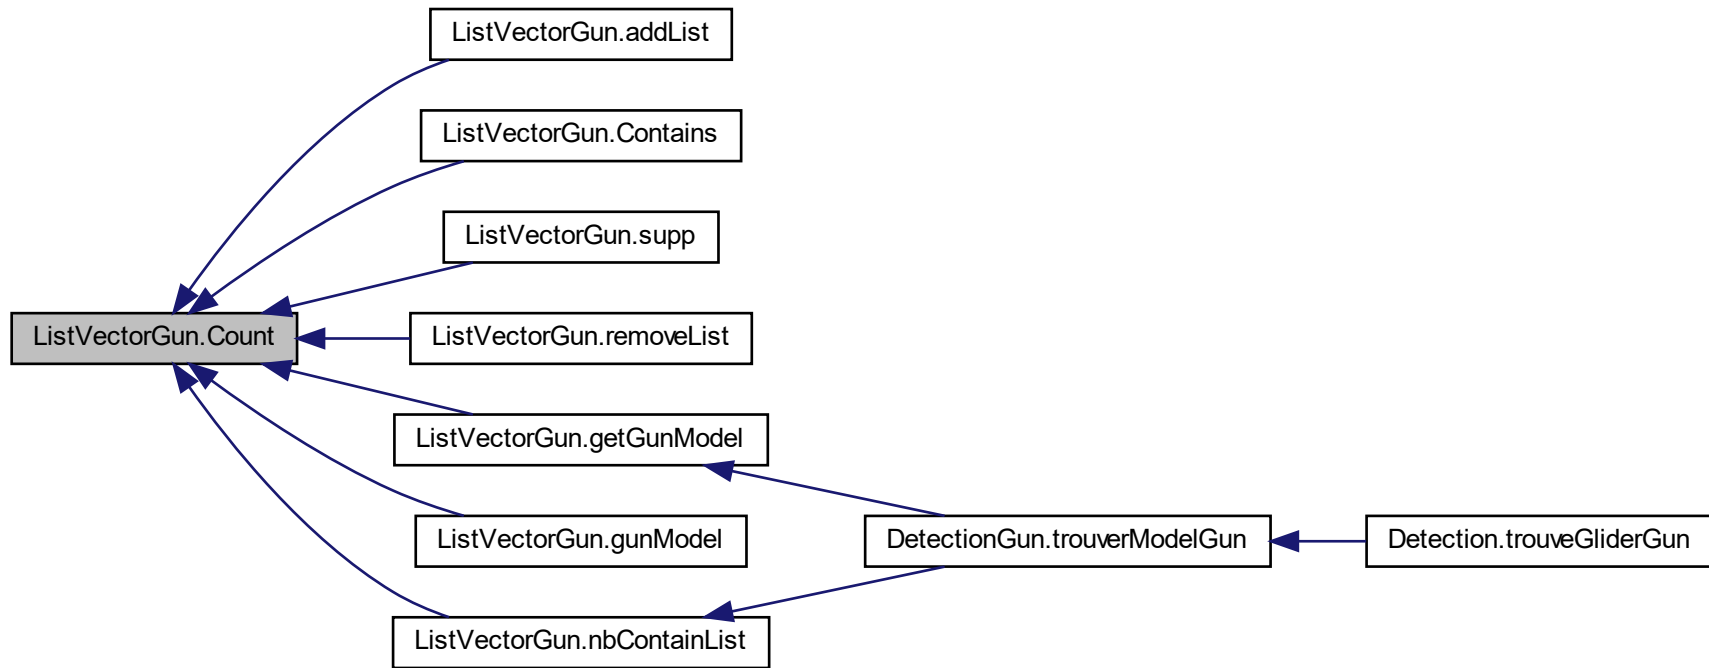 ListVectorGun.addList
ListVectorGun.Contains
ListVectorGun.supp
ListVectorGun.Count
ListVectorGun.removeList
ListVectorGun.getGunModel
ListVectorGun.gunModel
DetectionGun.trouverModelGun
Detection.trouveGliderGun
ListVectorGun.nbContainList